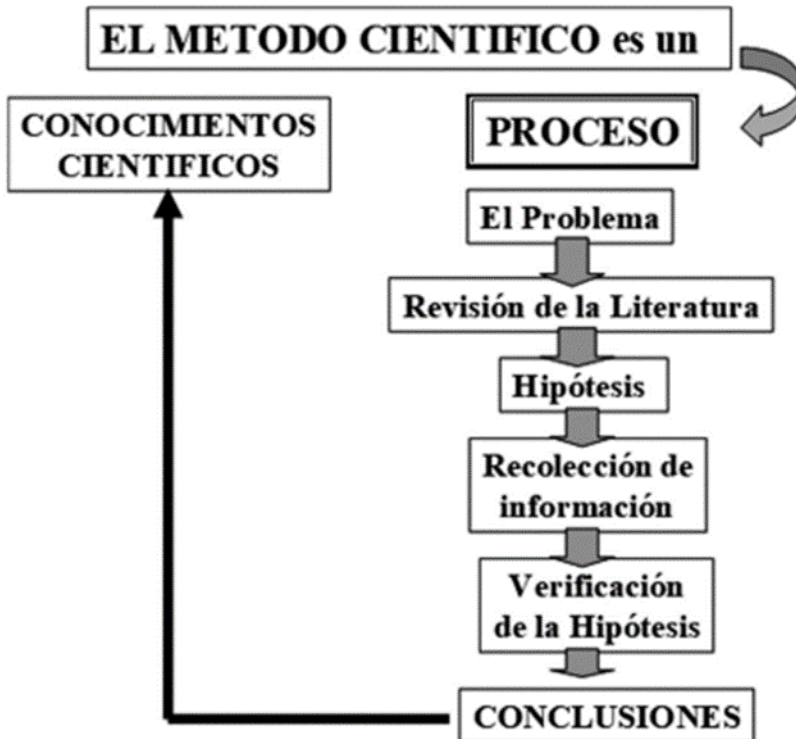 EL METODO CIENTIFICO es un
PROCESO
El Problema
Revisión de la Literatura
Hipótesis
Recolección de
información
Verificación
de la Hipótesis
CONCLUSIONES
CONOCIMIENTOS
CIENTIFICOS